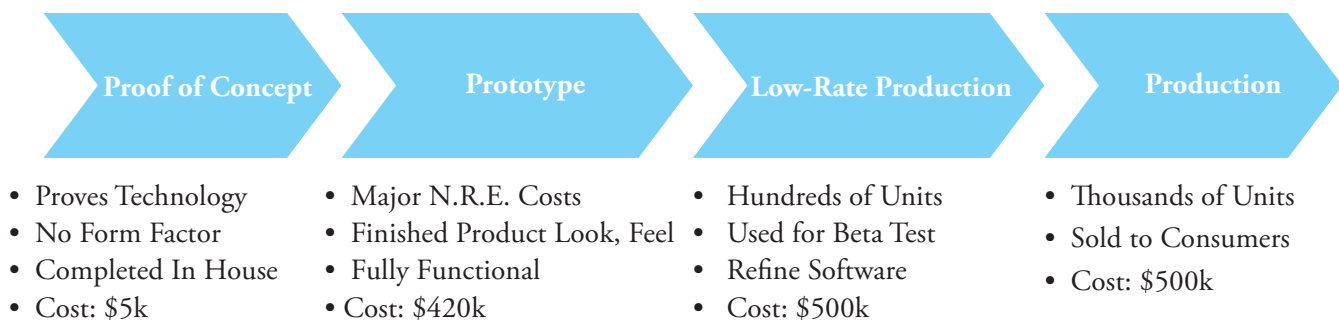 Proof of Concept
Prototype
Low-Rate Production
Production
• Proves Technology
• No Form Factor
• Completed In House
• Cost: $5k
• Major N.R.E. Costs
• Finished Product Look, Feel
• Fully Functional
• Cost: $420k
• Hundreds of Units
• Used for Beta Test
• Refine Software
• Cost: $500k
• Thousands of Units
• Sold to Consumers
• Cost: $500k